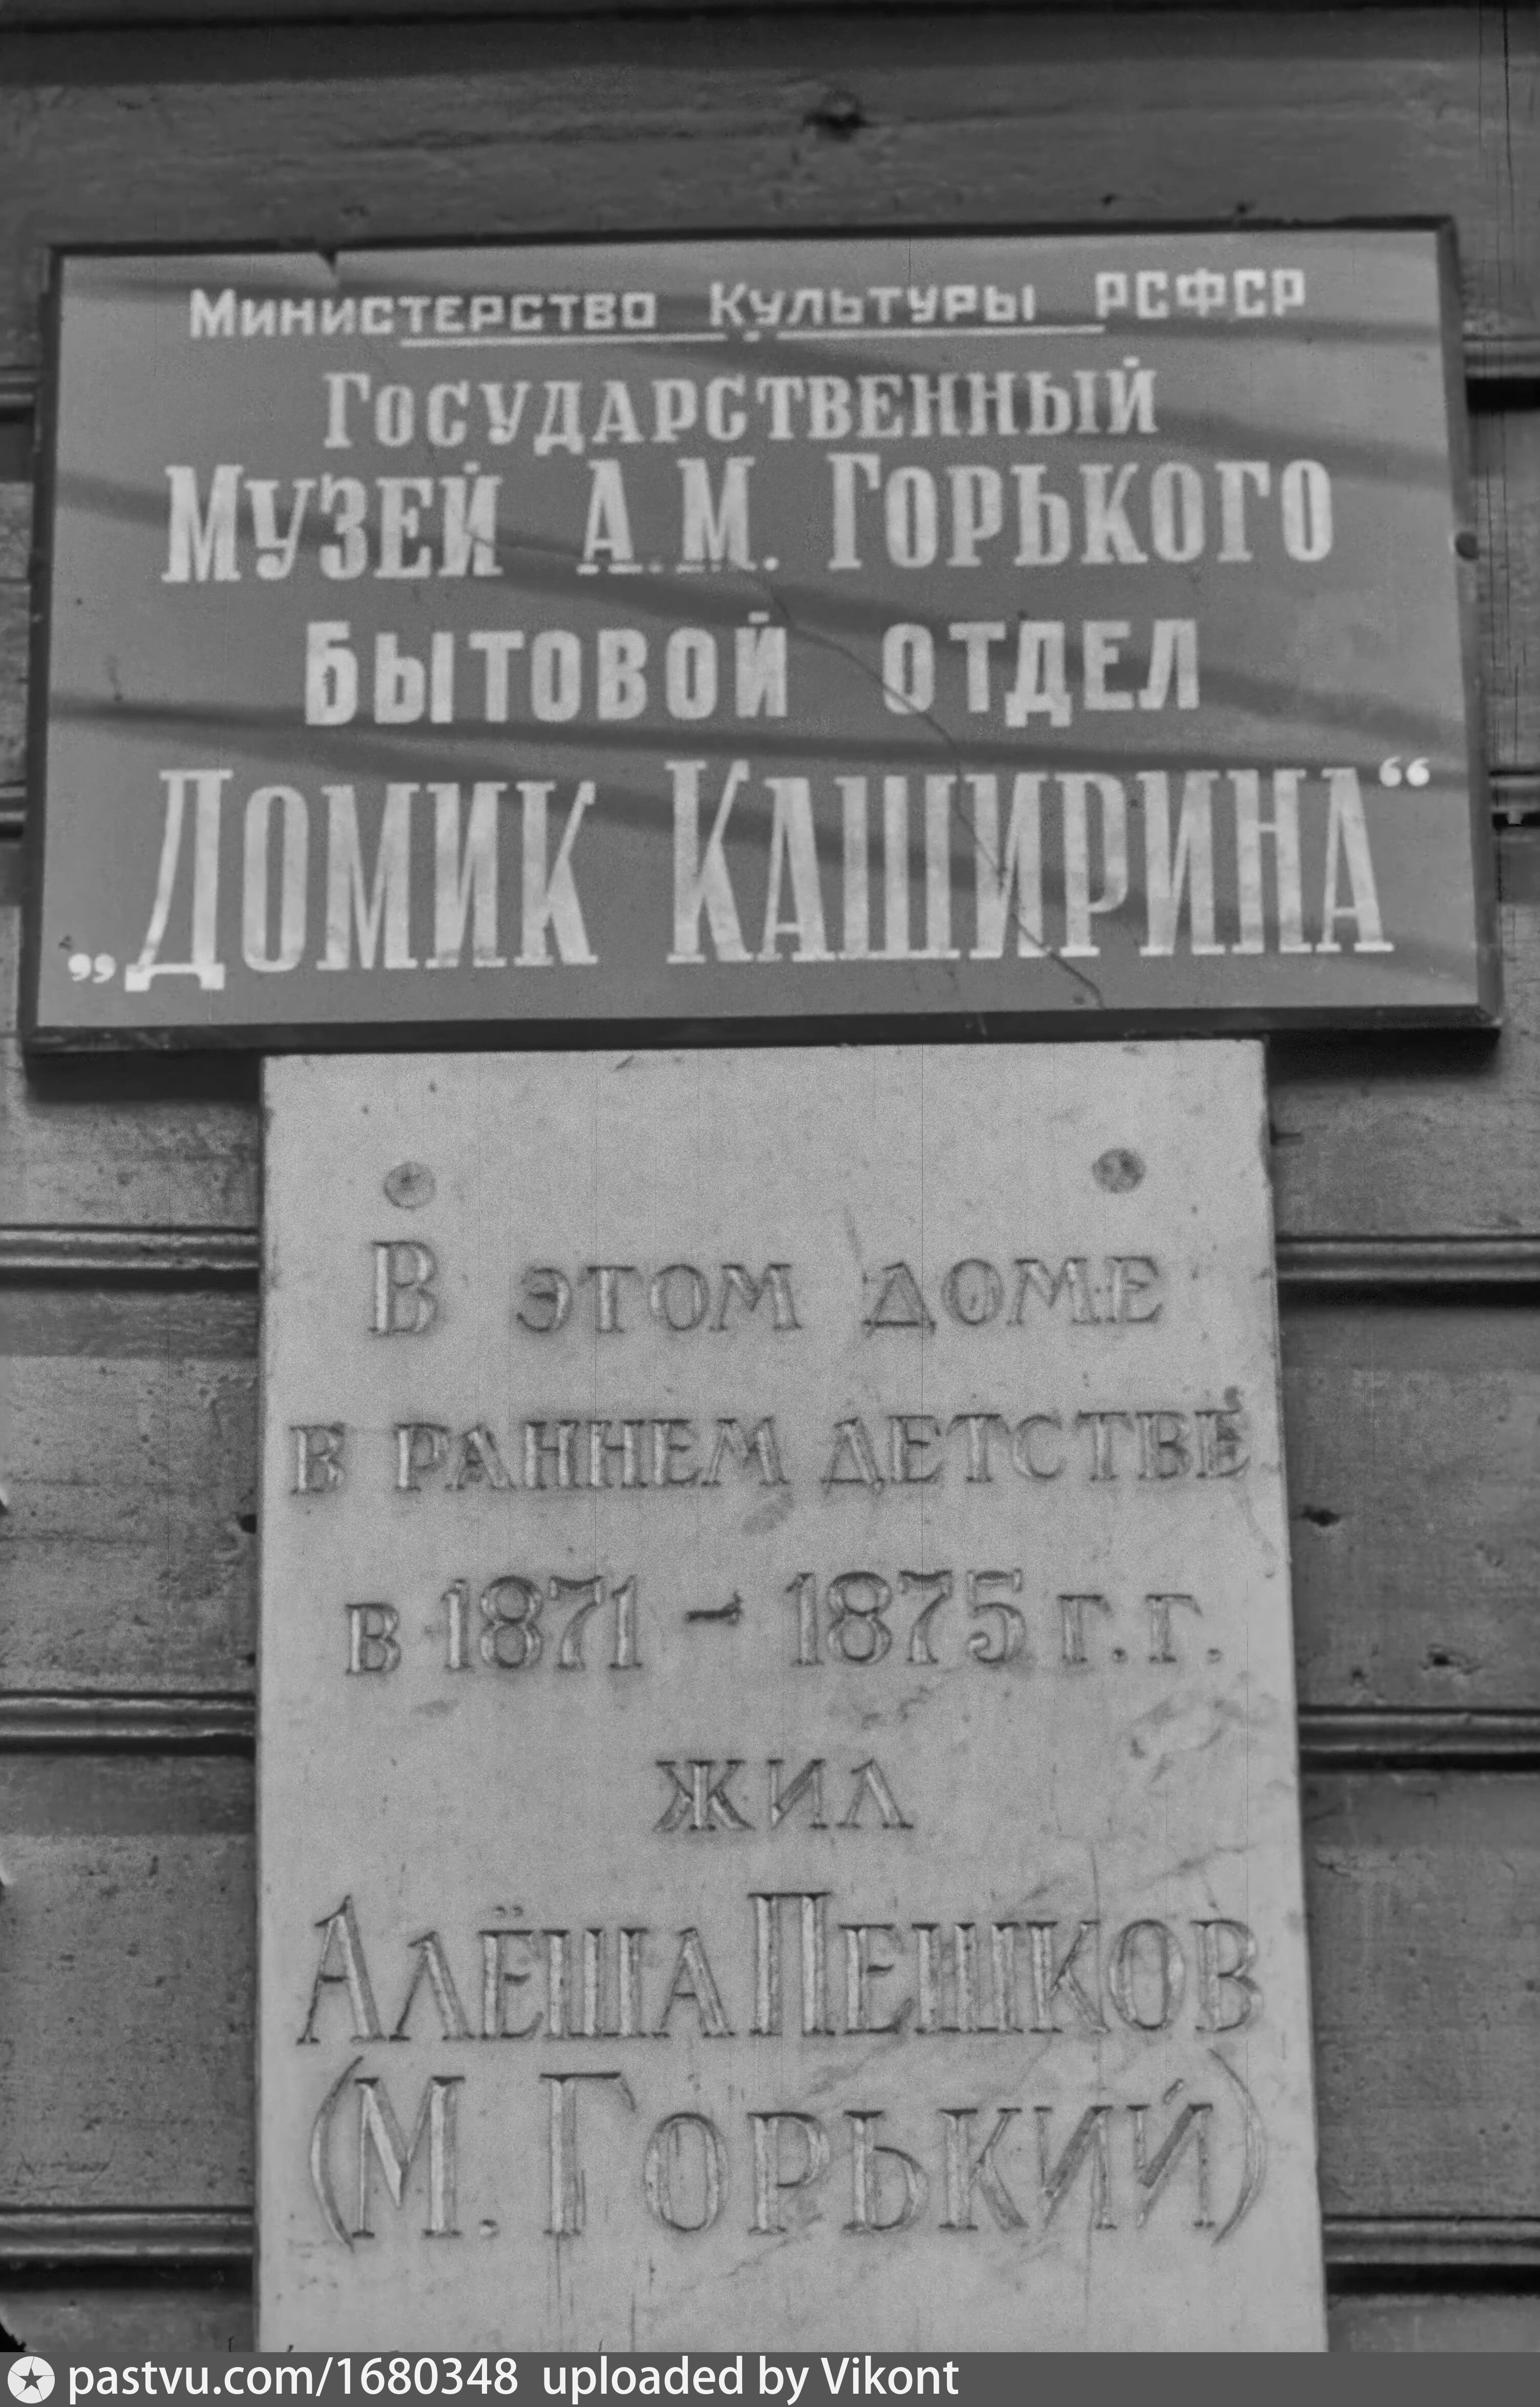 Министерство Культуры РСФСР
Государственный
Музей А.М. Горького
бытовой отдел
„Домик Каширина“
В этом доме
в раннем детстве
в 1871 - 1875 г.г.
жил
Алёша Пешков
(М. Горький)
pastvu.com/1680348 uploaded by Vikont